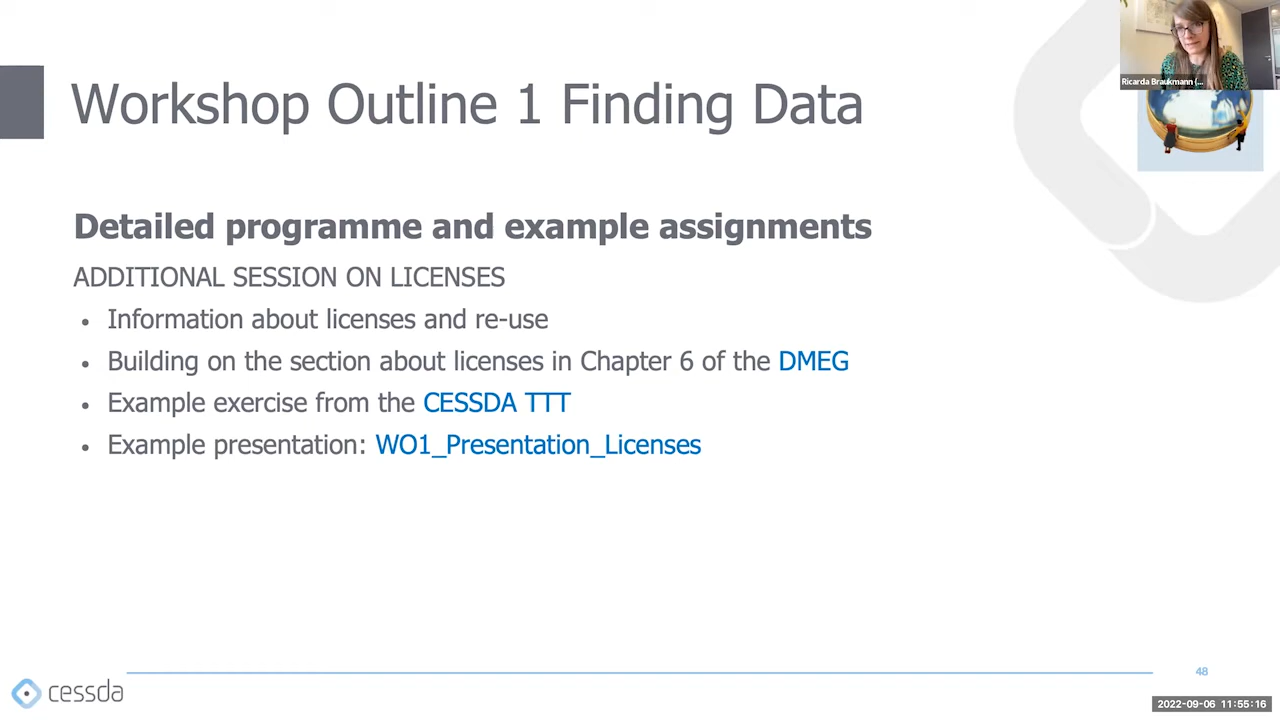 Ricarda Braukmann (...
Workshop Outline 1 Finding Data
Detailed programme and example assignments
ADDITIONAL SESSION ON LICENSES
• Information about licenses and re-use
• Building on the section about licenses in Chapter 6 of the DMEG
• Example exercise from the CESSDA TTT
• Example presentation: WO1_Presentation_Licenses
48
cessda
2022-09-06 11:55:16